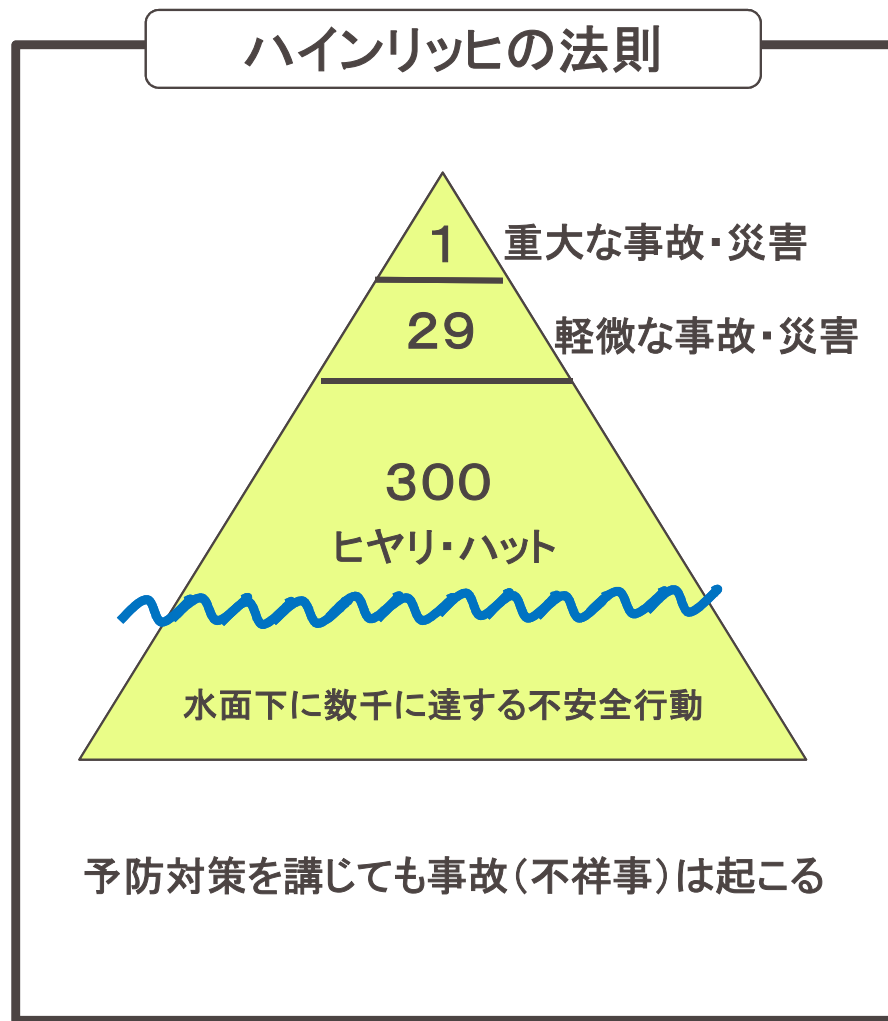 ハインリッヒの法則
1
重大な事故・災害
29
軽微な事故・災害
300
ヒヤリ・ハット
水面下に数千に達する不安全行動
予防対策を講じても事故（不祥事）は起こる